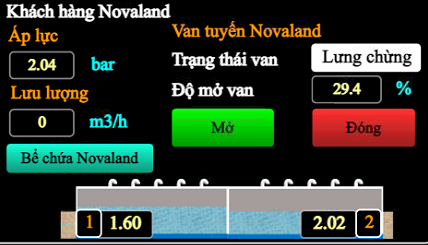 Khách hàng Novaland
Áp lực
2.04 bar
Lưu lượng
0 m3/h
Bể chứa Novaland
Van tuyến Novaland
Trạng thái van Lưng chừng
Độ mở van 29.4 %
Mở Đóng
1 1.60 2.02 2